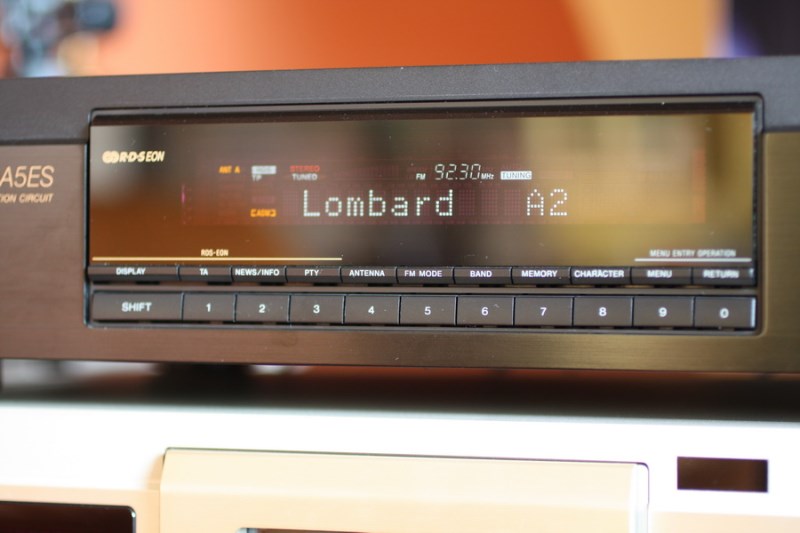 R·D·S EON
ANT A TP STEREO TUNED FM 92.30 MHz TUNING
Lombard A2
A5ES
ION CIRCUIT
RDS-EON MENU ENTRY OPERATION
DISPLAY TA NEWS/INFO PTY ANTENNA FM MODE BAND MEMORY CHARACTER MENU RETURN
SHIFT 1 2 3 4 5 6 7 8 9 0